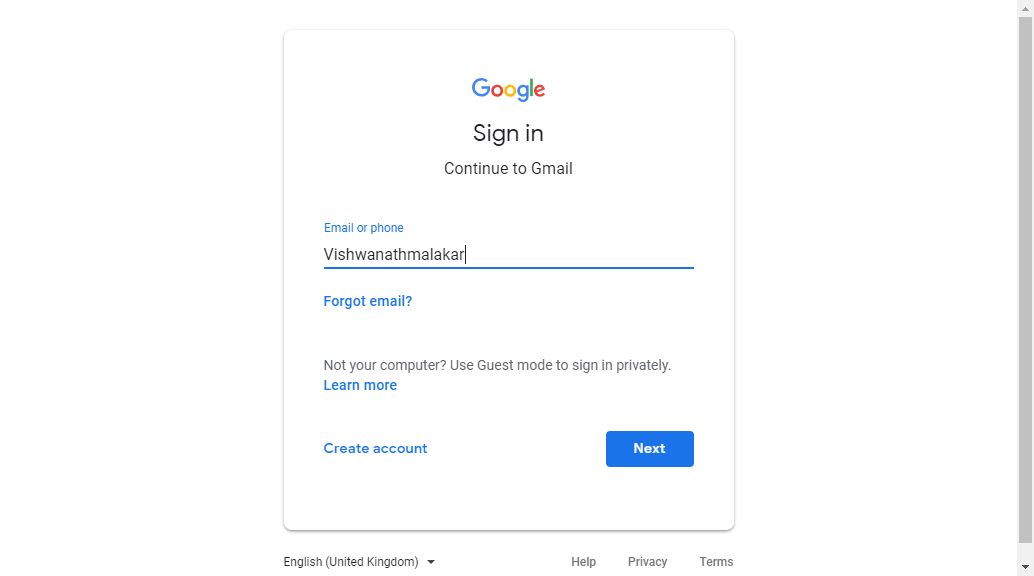 Google
Sign in
Continue to Gmail
Email or phone
Vishwanathmalakar
Forgot email?
Not your computer? Use Guest mode to sign in privately.
Learn more
Create account
Next
English (United Kingdom)
Help
Privacy
Terms